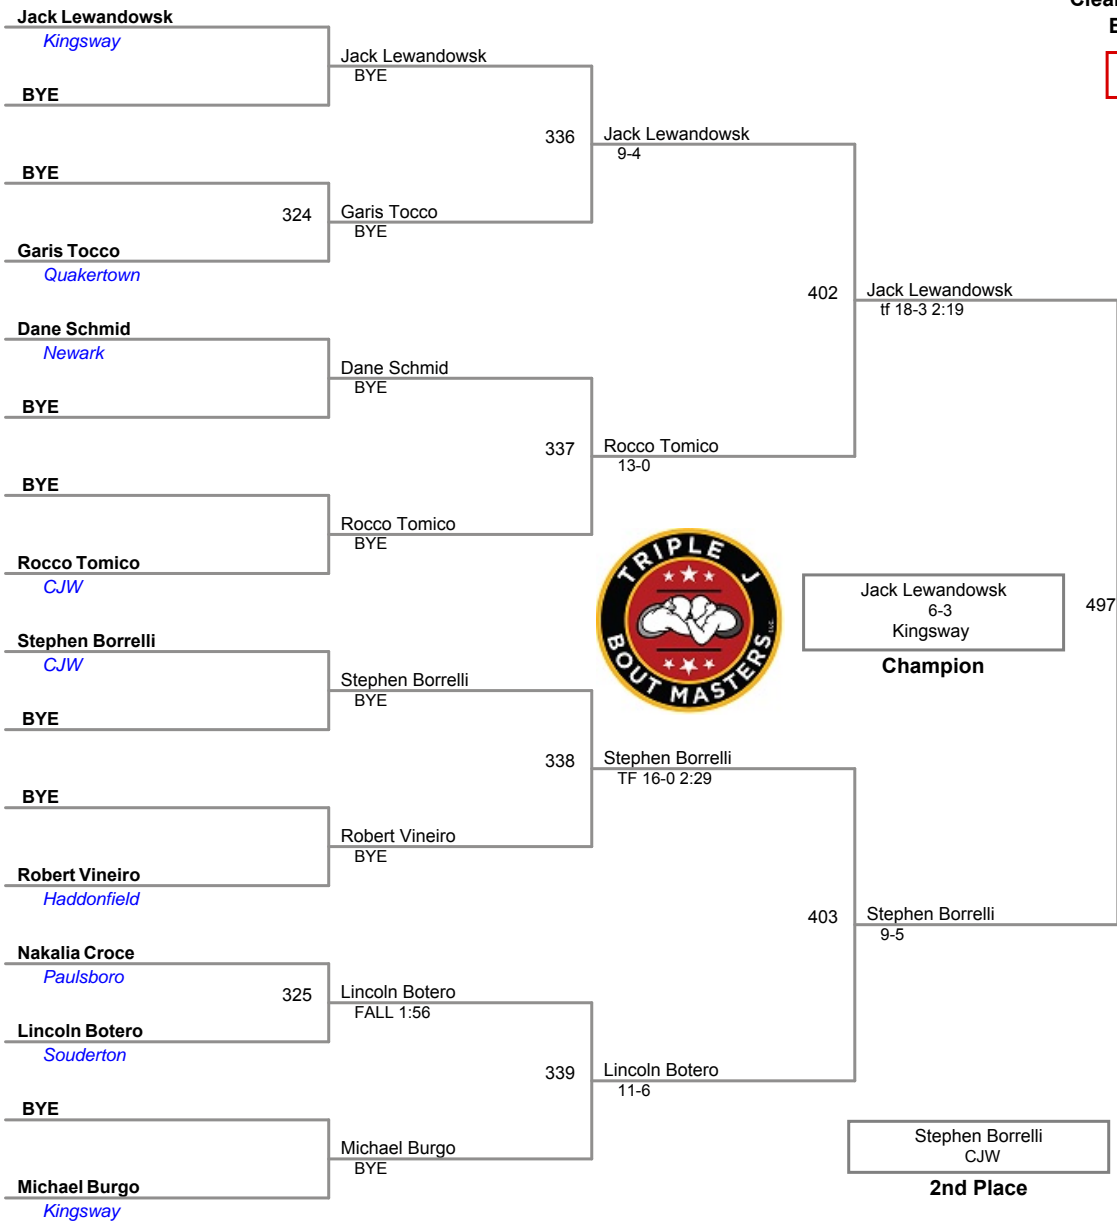 Jack Lewandowsk
Kingsway
BYE
BYE
324
Garis Tocco
Quakertown
Dane Schmid
Newark
BYE
BYE
Rocco Tomico
CJW
Stephen Borrelli
CJW
BYE
BYE
Robert Vineiro
Haddonfield
Nakalia Croce
Paulsboro
325
Lincoln Botero
Souderton
BYE
Michael Burgo
Kingsway
Jack Lewandowsk
BYE
336
Garis Tocco
BYE
Dane Schmid
BYE
337
Rocco Tomico
BYE
Stephen Borrelli
BYE
338
Robert Vineiro
BYE
Lincoln Botero
FALL 1:56
339
Michael Burgo
BYE
Jack Lewandowsk
9-4
402
Rocco Tomico
13-0
TRIPLE J
BOUT MASTERS
Stephen Borrelli
TF 16-0 2:29
403
Lincoln Botero
11-6
Jack Lewandowsk
tf 18-3 2:19
Jack Lewandowsk
6-3
Kingsway
Champion
497
Stephen Borrelli
9-5
Stephen Borrelli
CJW
2nd Place